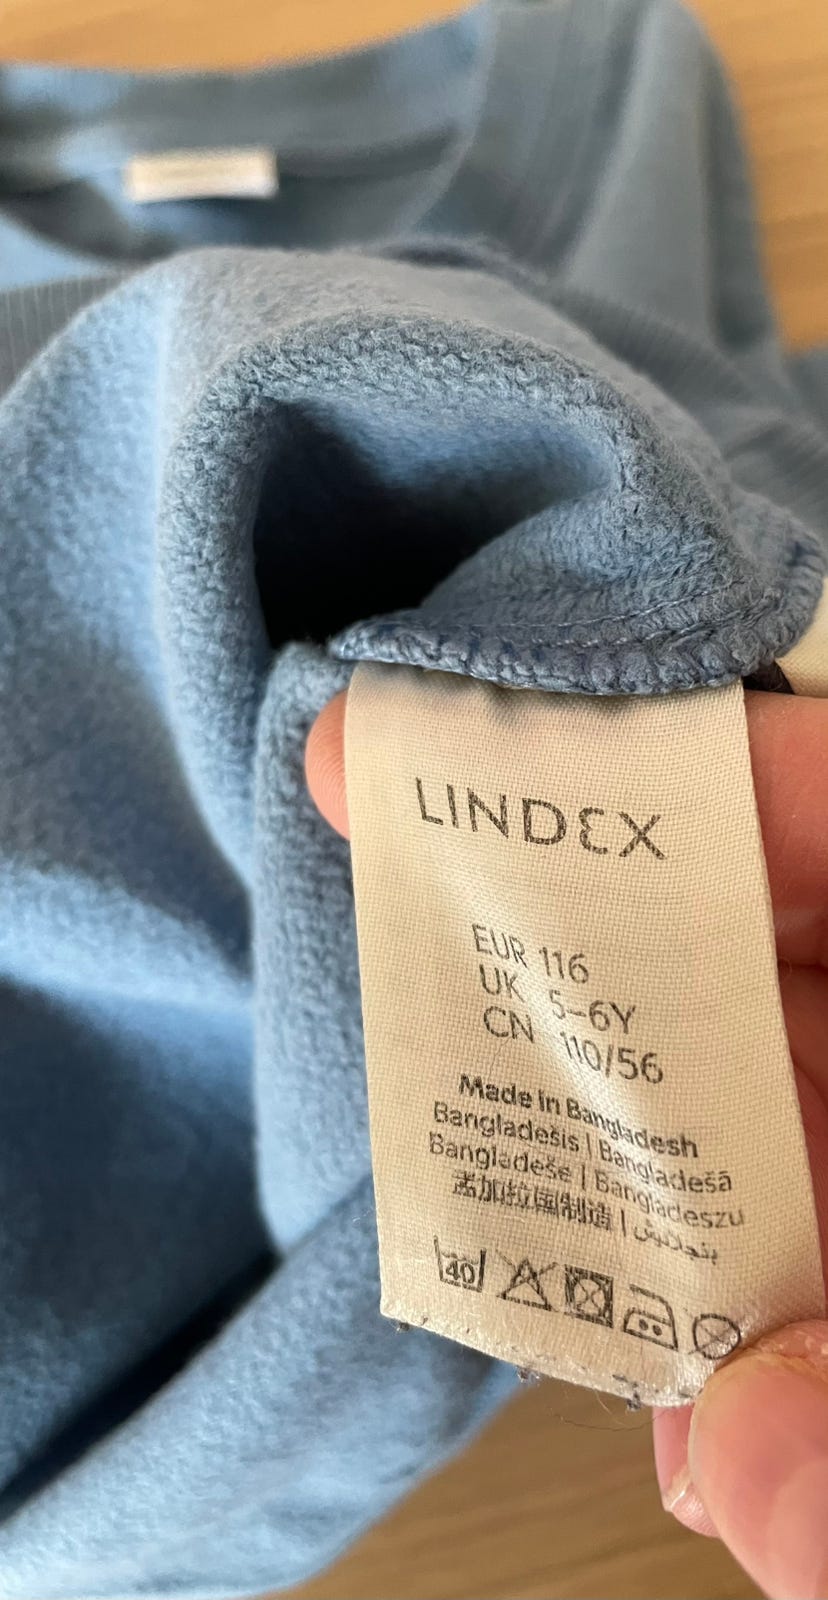 LINDEX
EUR 116
UK 5-6Y
CN 110/56
Made in Bangladesh
Bangladešis | Bangladešā
Bangladeše | Bangladeszu
孟加拉国制造 | بنجلاديش
40